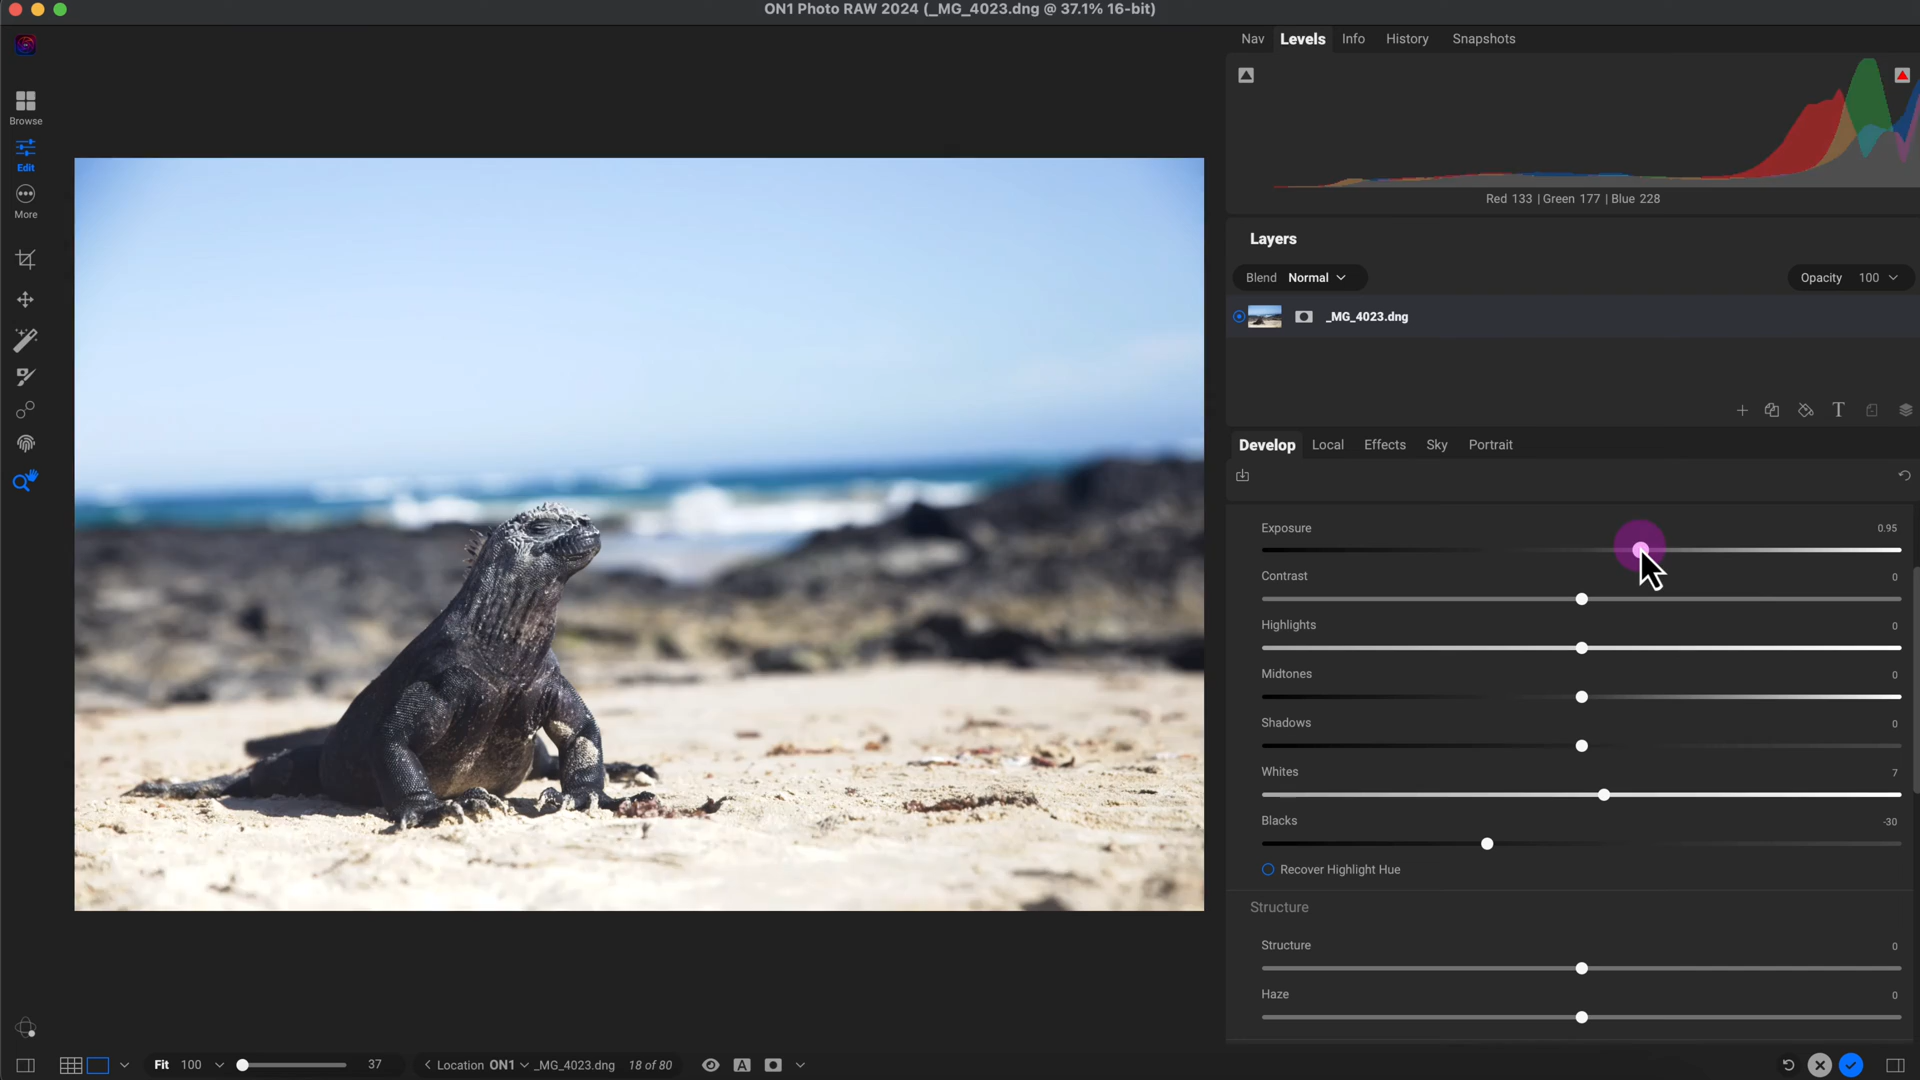 ON1 Photo RAW 2024 (_MG_4023.dng @ 37.1% 16-bit)
Browse
Edit
More
Nav Levels Info History Snapshots
Red 133 | Green 177 | Blue 228
Layers
Blend Normal Opacity 100
_MG_4023.dng
T
Develop Local Effects Sky Portrait
Exposure 0.95
Contrast 0
Highlights 0
Midtones 0
Shadows 0
Whites 7
Blacks -30
Recover Highlight Hue
Structure
Structure 0
Haze 0
Fit 100 37 Location ON1 _MG_4023.dng 18 of 80 A